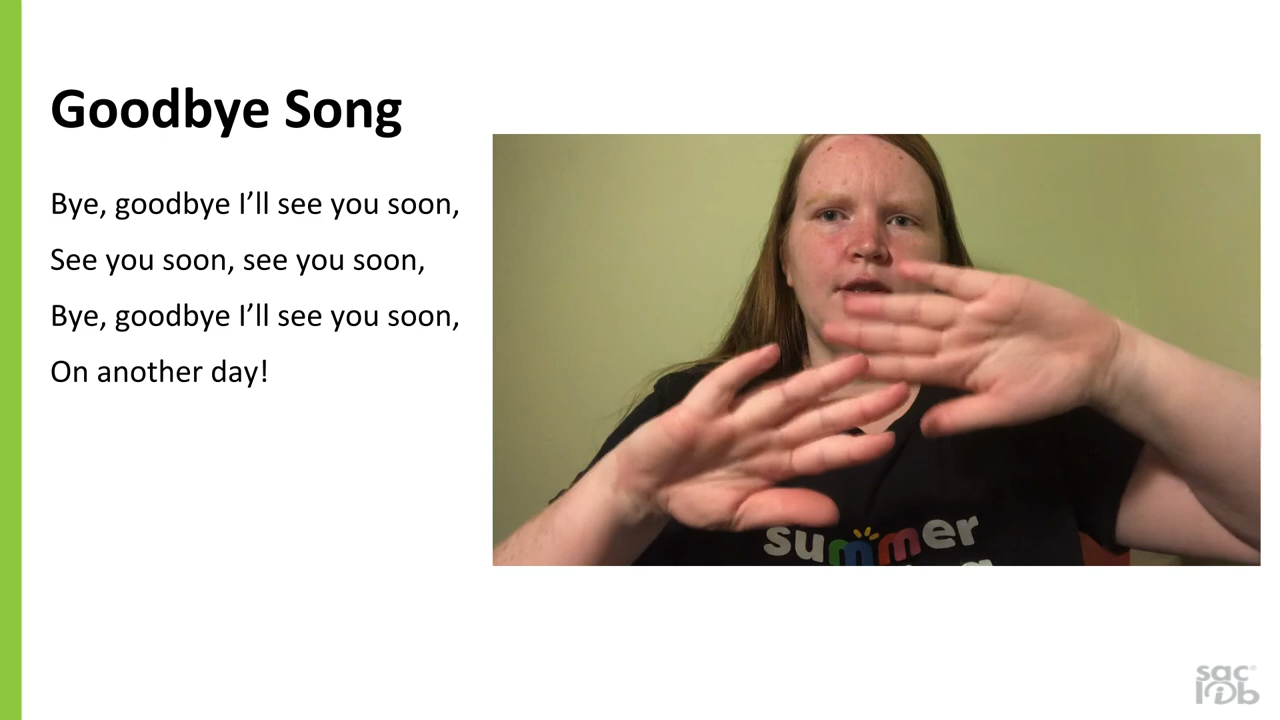 Goodbye Song
Bye, goodbye I’ll see you soon,
See you soon, see you soon,
Bye, goodbye I’ll see you soon,
On another day!
summer
sac
lib